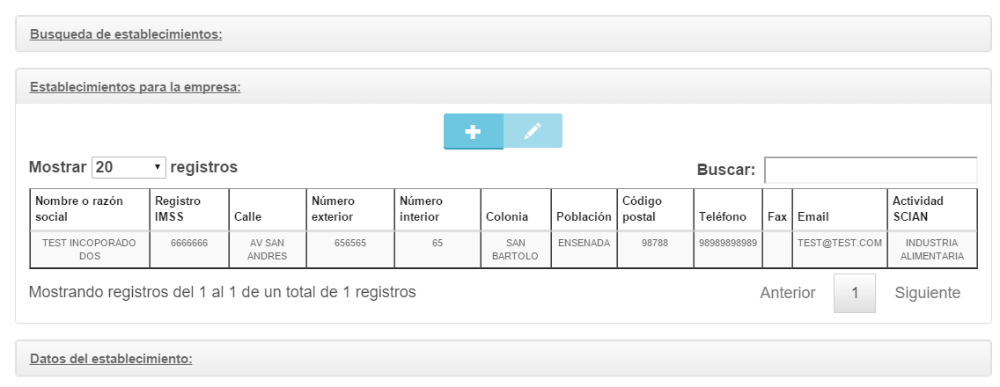 Busqueda de establecimientos:
Establecimientos para la empresa:
Mostrar 20 registros
Buscar:
Nombre o razón social
Registro IMSS
Calle
Número exterior
Número interior
Colonia
Población
Código postal
Teléfono
Fax
Email
Actividad SCIAN
TEST INCOPORADO DOS
6666666
AV SAN ANDRES
656565
65
SAN BARTOLO
ENSENADA
98788
98989898989
TEST@TEST.COM
INDUSTRIA ALIMENTARIA
Mostrando registros del 1 al 1 de un total de 1 registros
Anterior 1 Siguiente
Datos del establecimiento: